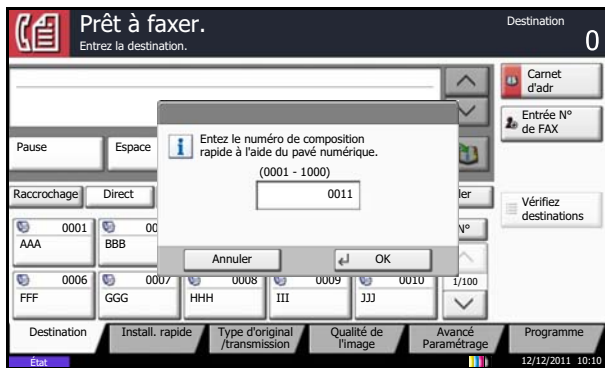 Prêt à faxer.
Entrez la destination.
Destination
0
Carnet
d'adr
Entrée N°
de FAX
Pause
Espace
Entez le numéro de composition
rapide à l'aide du pavé numérique.
(0001 - 1000)
0011
Annuler
OK
Raccrochage
Direct
ler
Vérifiez
destinations
0001
AAA
00
BBB
N°
0006
FFF
0007
GGG
0008
HHH
0009
III
0010
JJJ
1/100
Destination
Install. rapide
Type d'original
/transmission
Qualité de
l'image
Avancé
Paramétrage
Programme
État
12/12/2011 10:10